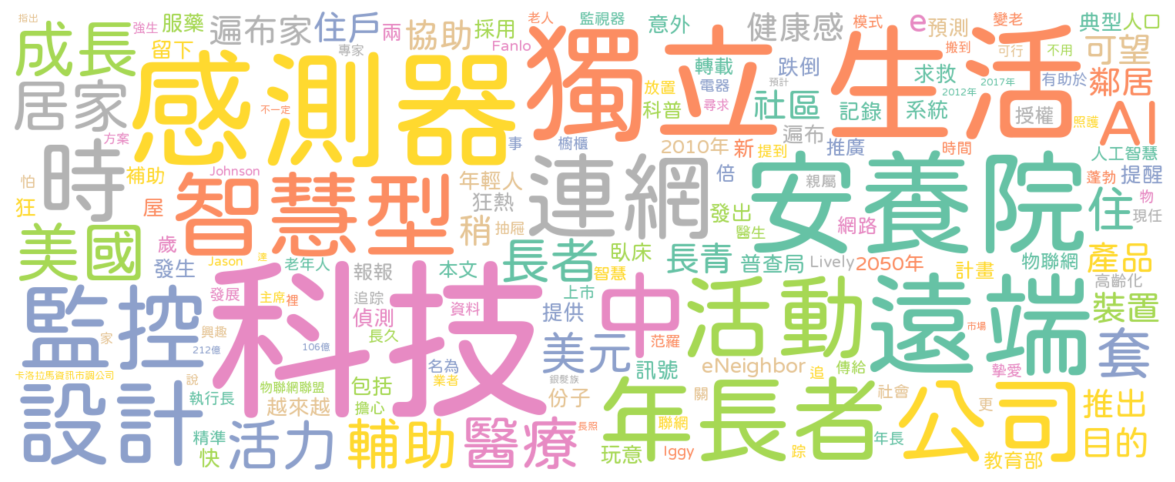 指出
強生
成長
服藥
留下
遍布家
住戶
專家
兩
協助
採用
Fanlo
老人
監視器
意外
健康感
e
預測
模式
變老
搬到
可行
不用
典型
人口
可望
鄰居
居家
感測器
獨立生活
轉載
電器
跌倒
預計
放置
科普
尋求
社區
求救
記錄
系統
2012年
2017年
有助於
授權
照護
AI
不一定
方案
事
櫥櫃
2010年
新
提到
遍布
推廣
時間
人工智慧
蓬勃
提醒
時
怕
補助
狂
屋
Johnson
智慧型
年輕人
狂熱
稍
抽屜
連網
倍
親屬
安養院
發出
醫生
網路
住
物
現任
美國
歲
發生
Jason
達
老年人
報報
本文
長者
臥床
智慧
長青
普查局
Lively
2050年
計畫
物聯網
高齡化
產品
監控
發展
主席
裡
科技
追踪
偵測
長久
資料
上市
提供
中
活動
遠端
裝置
市場
家
興趣
212億
106億
美元
范羅
名為
業者
訊號
eNeighbor
追
傳給
摯愛
套
卡洛拉馬資訊市調公司
說
設計
物聯網聯盟
執行長
越來越
包括
擔心
銀髮族
份子
年長者
關
社會
更
公司
推出
目的
精準
快
活力
輔助
醫療
長照
玩意
聯網
Iggy
踪
年長
教育部